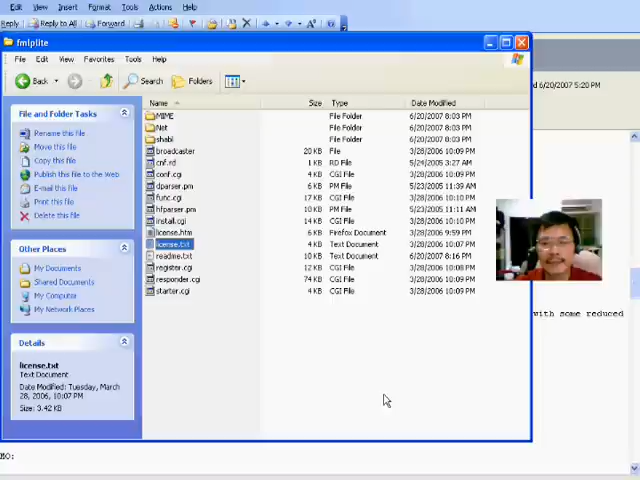 Edit View Insert Format Tools Actions Help
Reply Reply to All Forward
fmlplite
File Edit View Favorites Tools Help
Back Search Folders
d 6/20/2007 5:20 PM
Name Size Type Date Modified
MIME File Folder 6/20/2007 8:03 PM
Net File Folder 6/20/2007 8:03 PM
shabl File Folder 6/20/2007 8:03 PM
broadcaster 20 KB File 3/28/2006 10:09 PM
cnf.rd 1 KB RD File 5/24/2005 3:27 AM
conf.cgi 4 KB CGI File 3/28/2006 10:09 PM
dparser.pm 6 KB PM File 5/23/2005 11:39 AM
func.cgi 17 KB CGI File 3/28/2006 10:10 PM
hfparser.pm 10 KB PM File 5/23/2005 11:11 AM
install.cgi 14 KB CGI File 3/28/2006 10:09 PM
license.htm 6 KB Firefox Document 3/28/2006 9:59 PM
license.txt 4 KB Text Document 3/28/2006 10:07 PM
readme.txt 10 KB Text Document 6/20/2007 8:16 PM
register.cgi 12 KB CGI File 3/28/2006 10:08 PM
responder.cgi 74 KB CGI File 3/28/2006 10:09 PM
starter.cgi 3 KB CGI File 3/28/2006 10:09 PM
File and Folder Tasks
Rename this file
Move this file
Copy this file
Publish this file to the Web
E-mail this file
Print this file
Delete this file
Other Places
My Documents
Shared Documents
My Computer
My Network Places
Details
license.txt
Text Document
Date Modified: Tuesday, March
28, 2006, 10:07 PM
Size: 3.42 KB
with some reduced
MO: